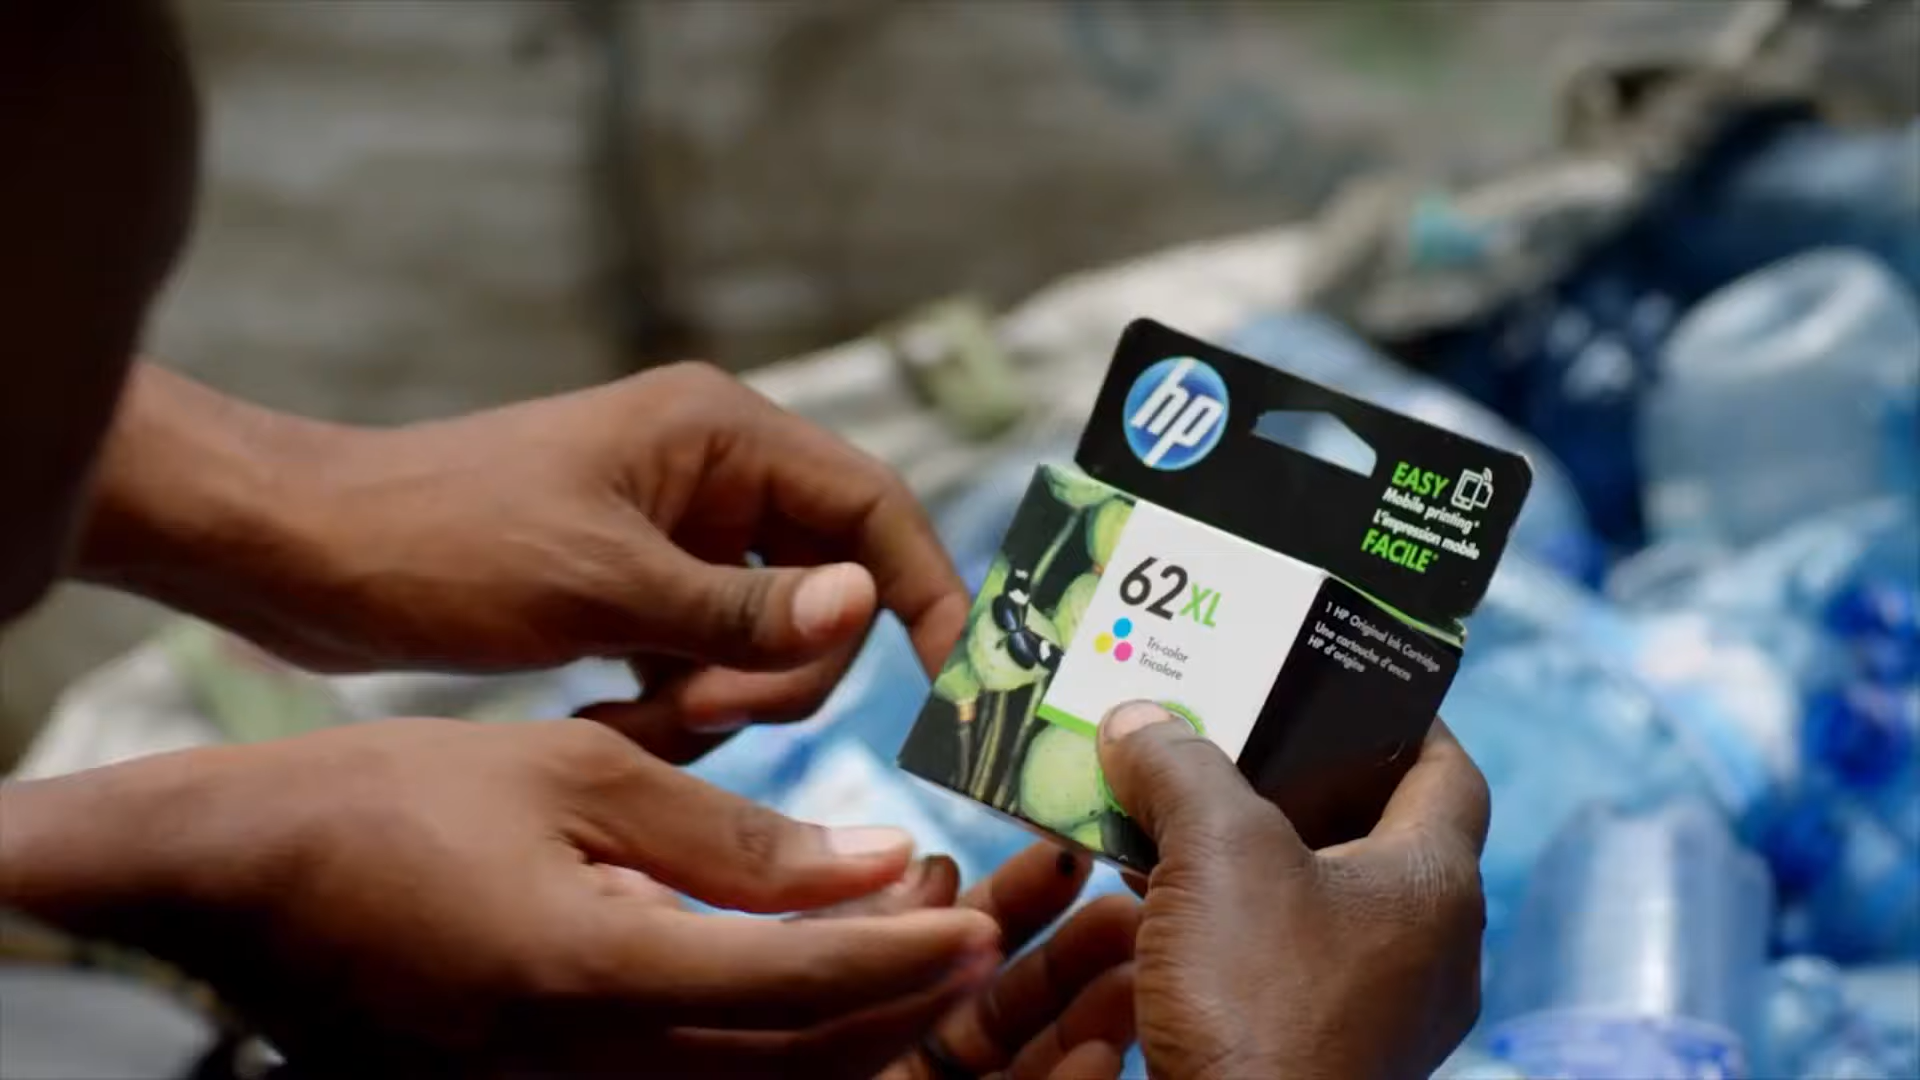 hp
EASY
Mobile printing*
L'impression mobile
FACILE*
62XL
Tri-color
Tricolore
1 HP Original Ink Cartridge
Une cartouche d'encre
HP d'origine